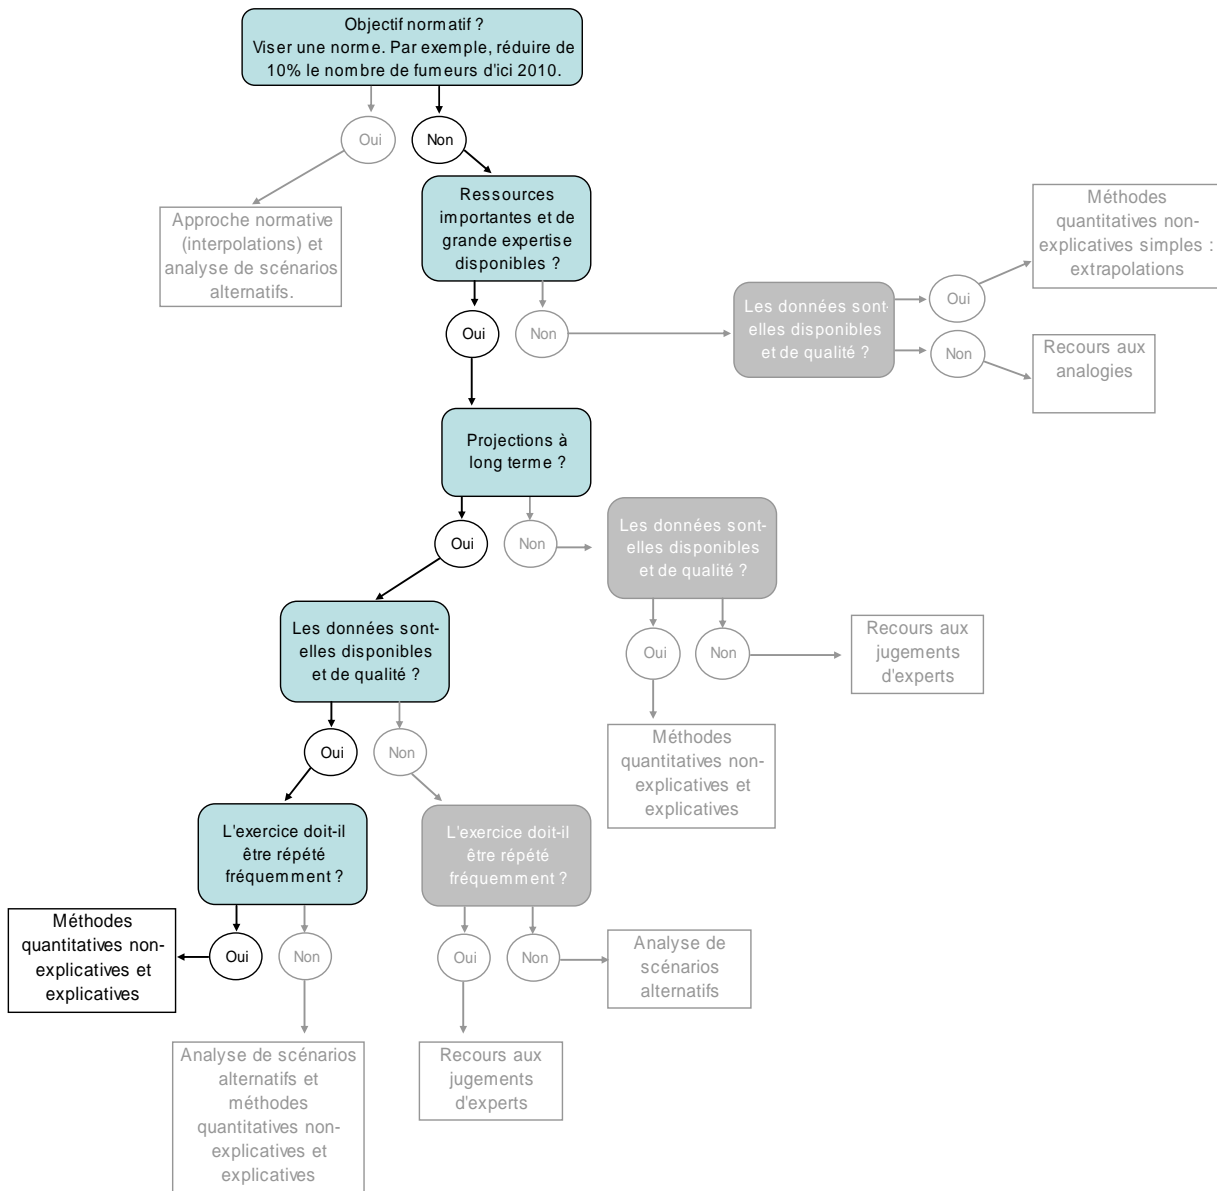 Objectif normatif ?
Viser une norme. Par exemple, réduire de
10% le nombre de fumeurs d'ici 2010.
Oui
Non
Approche normative
(interpolations) et
analyse de scénarios
alternatifs.
Ressources
importantes et de
grande expertise
disponibles ?
Oui
Non
Les données sont-
elles disponibles
et de qualité ?
Oui
Non
Méthodes
quantitatives non-
explicatives simples :
extrapolations
Recours aux
analogies
Projections à
long terme ?
Oui
Non
Les données sont-
elles disponibles
et de qualité ?
Oui
Non
Recours aux
jugements
d'experts
Méthodes
quantitatives non-
explicatives et
explicatives
Les données sont-
elles disponibles
et de qualité ?
Oui
Non
L'exercice doit-il
être répété
fréquemment ?
Oui
Non
Méthodes
quantitatives non-
explicatives et
explicatives
Analyse de scénarios
alternatifs et
méthodes
quantitatives non-
explicatives et
explicatives
L'exercice doit-il
être répété
fréquemment ?
Oui
Non
Analyse de
scénarios
alternatifs
Recours aux
jugements
d'experts